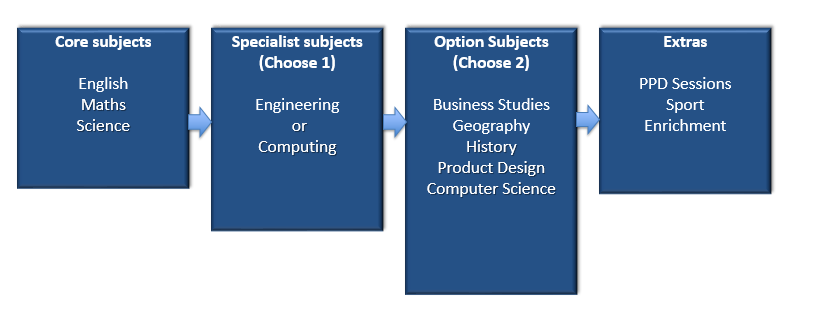 Core subjects
English
Maths
Science
Specialist subjects
(Choose 1)
Engineering
or
Computing
Option Subjects
(Choose 2)
Business Studies
Geography
History
Product Design
Computer Science
Extras
PPD Sessions
Sport
Enrichment